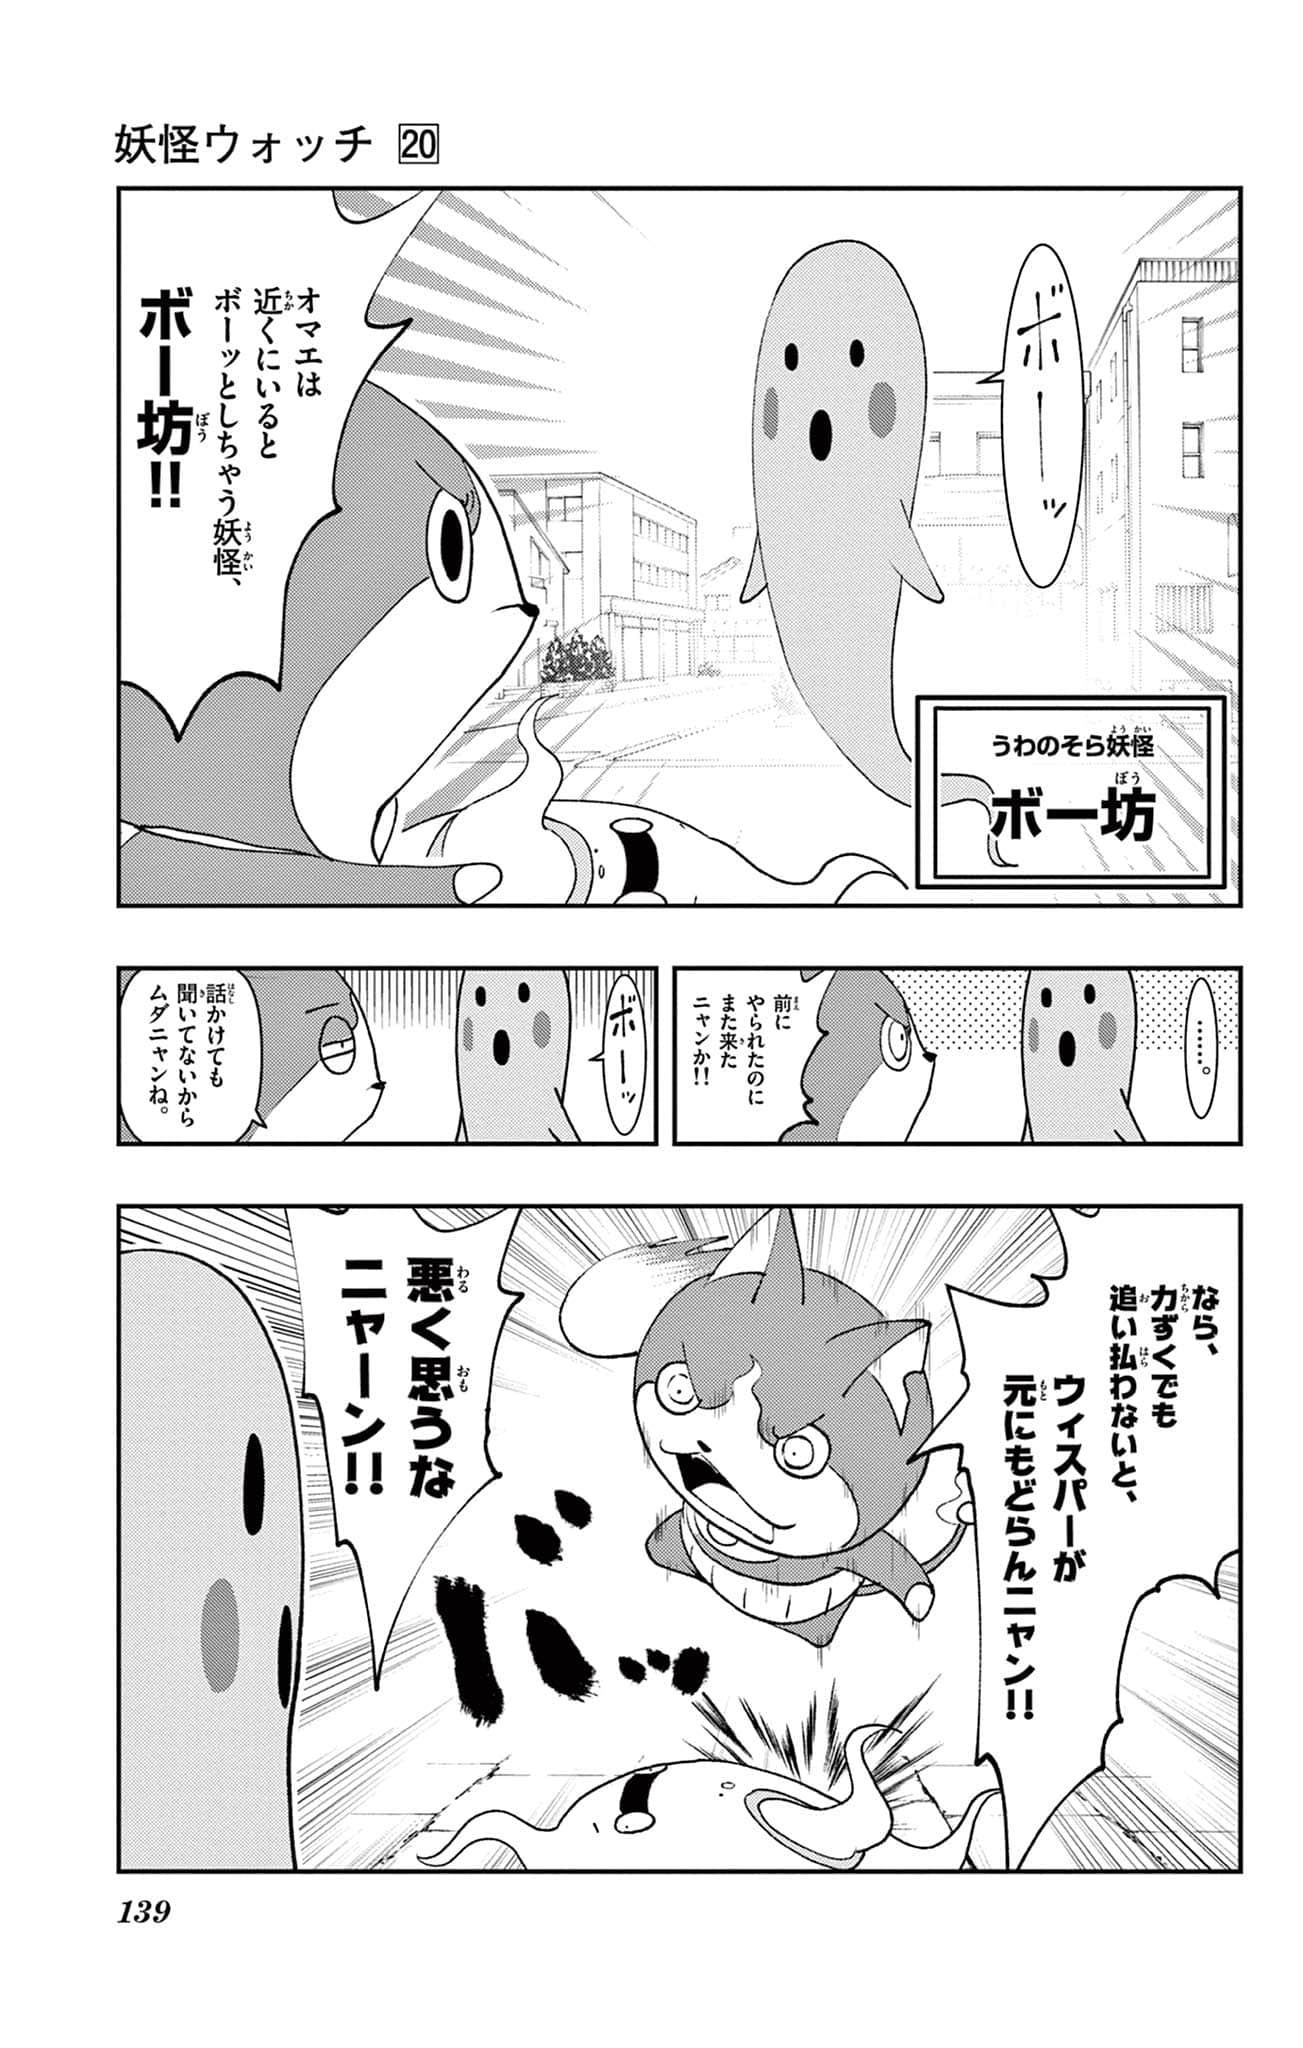 妖怪ウォッチ 20
ボーッ
オマエは
近くにいると
ボーッとしちゃう妖怪、
ボー坊!!
うわのそら妖怪
ボー坊
……。
前に
やられたのに
また来た
ニャンか!!
ボーッ
話かけても
聞いてないから
ムダニャンね。
なら、
力ずくでも
追い払わないと、
ウィスパーが
元にもどらんニャン!!
悪く思うな
ニャーン!!
バッ
139